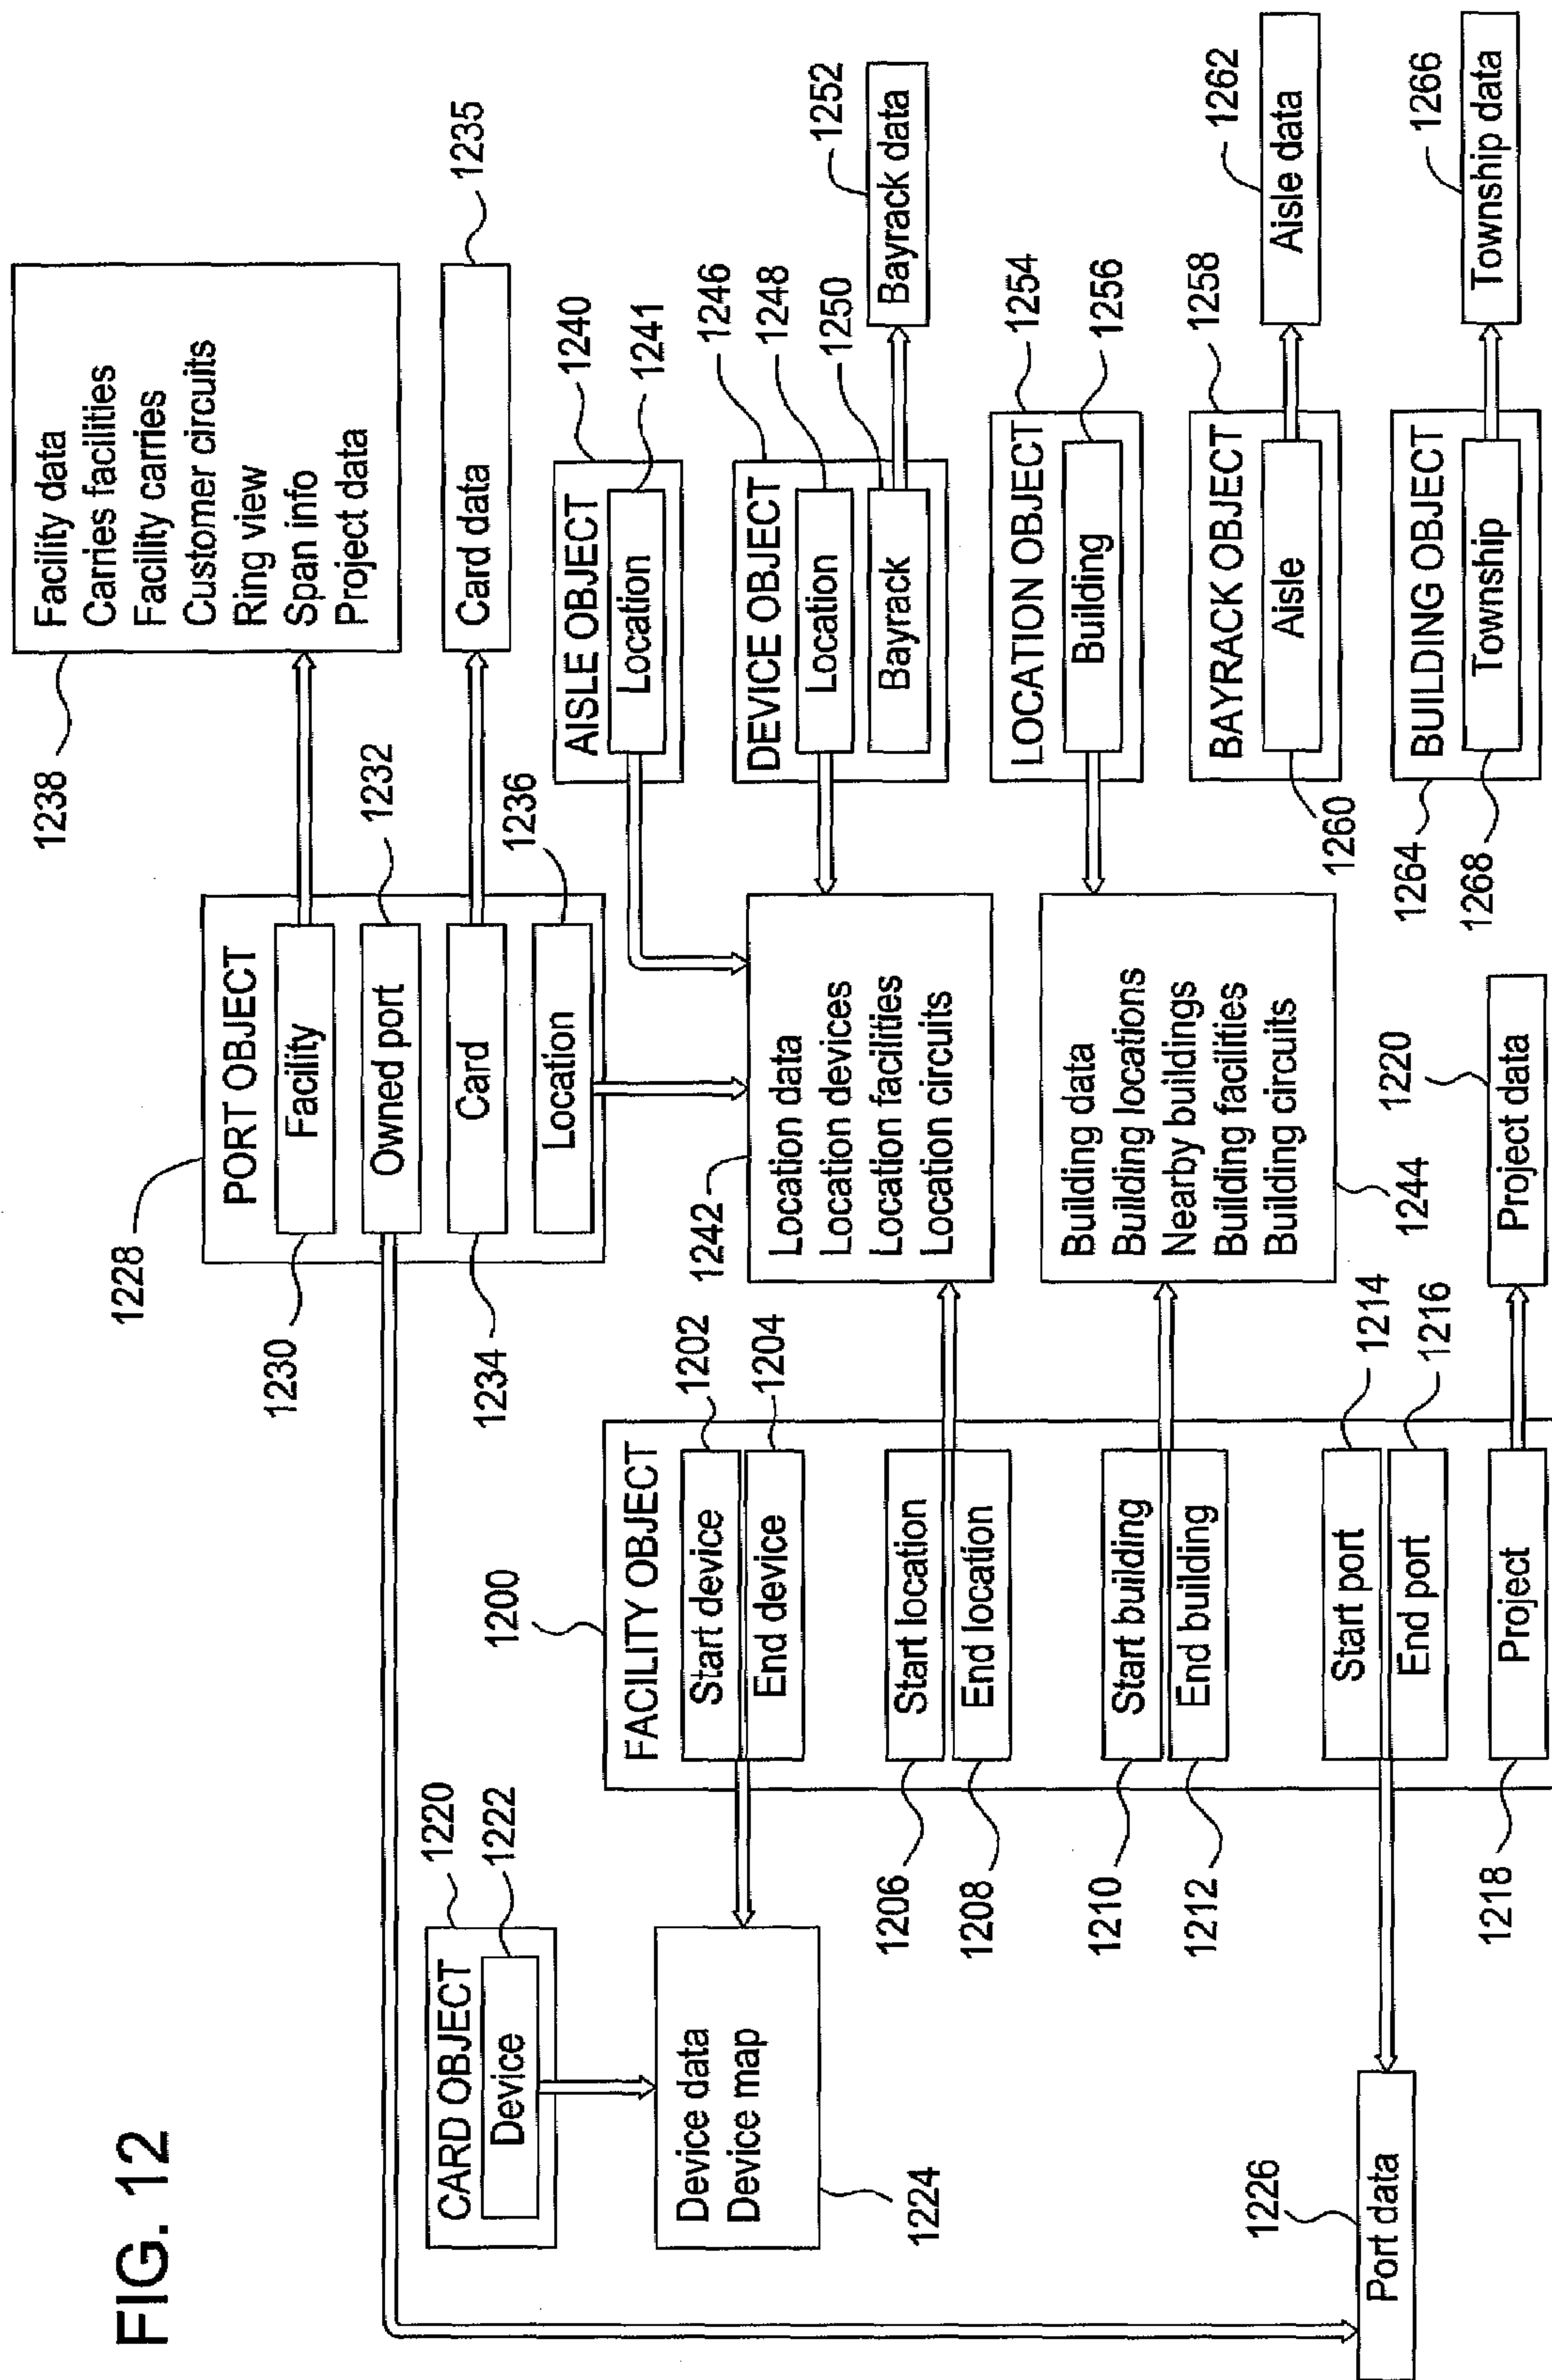 FIG. 12
1238
Facility data
Carries facilities
Facility carries
Customer circuits
Ring view
Span info
Project data
1228
PORT OBJECT
1230
Facility
Owned port
1232
1234
Card
Location
1236
Card data
1235
CARD OBJECT
1220
Device
1222
Device data
Device map
1224
1200
FACILITY OBJECT
Start device
1202
End device
1204
1206
Start location
1208
End location
1210
Start building
1212
End building
Start port
1214
End port
1216
1218
Project
Project data
1220
Port data
1226
1242
Location data
Location devices
Location facilities
Location circuits
Building data
Building locations
Nearby buildings
Building facilities
Building circuits
1244
AISLE OBJECT
1240
Location
1241
DEVICE OBJECT
1246
Location
1248
Bayrack
1250
Bayrack data
1252
LOCATION OBJECT
1254
Building
1256
BAYRACK OBJECT
1258
Aisle
1260
Aisle data
1262
1264
BUILDING OBJECT
1268
Township
Township data
1266